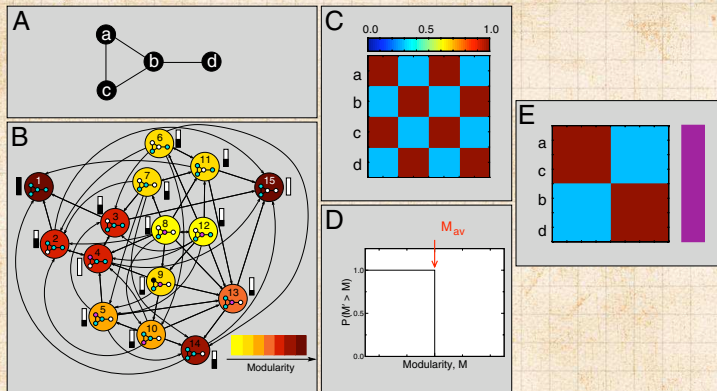 A
a
b
d
c
B
6
11
1
7
15
3
8
12
2
4
9
13
5
10
14
Modularity
C
0.0 0.5 1.0
a
b
c
d
D
M_av
1.0
0.5
0.0
P(M' > M)
Modularity, M
E
a
c
b
d